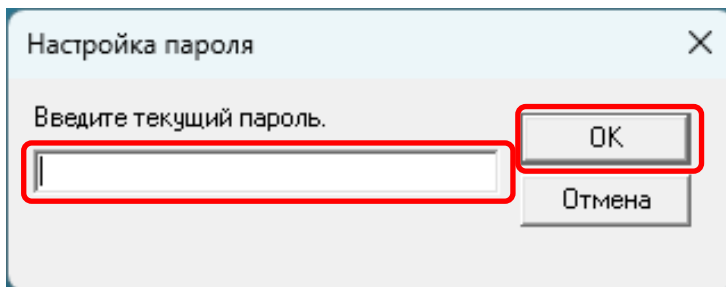 Настройка пароля
Введите текущий пароль.
OK
Отмена